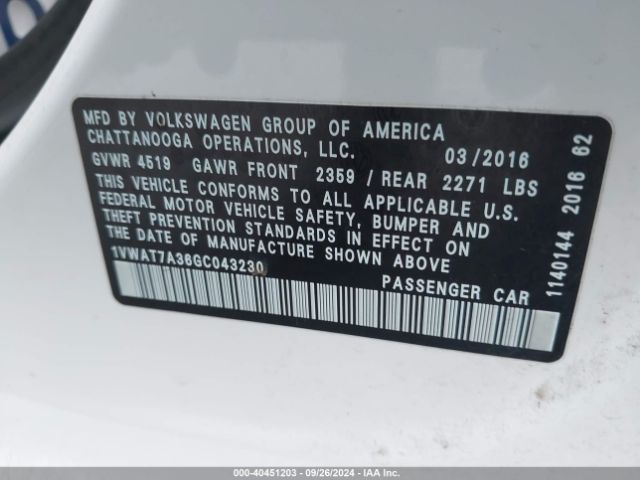 MFD BY VOLKSWAGEN GROUP OF AMERICA
CHATTANOOGA OPERATIONS, LLC. 03/2016
GVWR 4519 GAWR FRONT 2359 / REAR 2271 LBS
THIS VEHICLE CONFORMS TO ALL APPLICABLE U.S.
FEDERAL MOTOR VEHICLE SAFETY, BUMPER AND
THEFT PREVENTION STANDARDS IN EFFECT ON
THE DATE OF MANUFACTURE SHOWN ABOVE
1VWAT7A36GC043230
PASSENGER CAR
1140144 2016 62
000-40451203 - 09/26/2024 - IAAI.COM